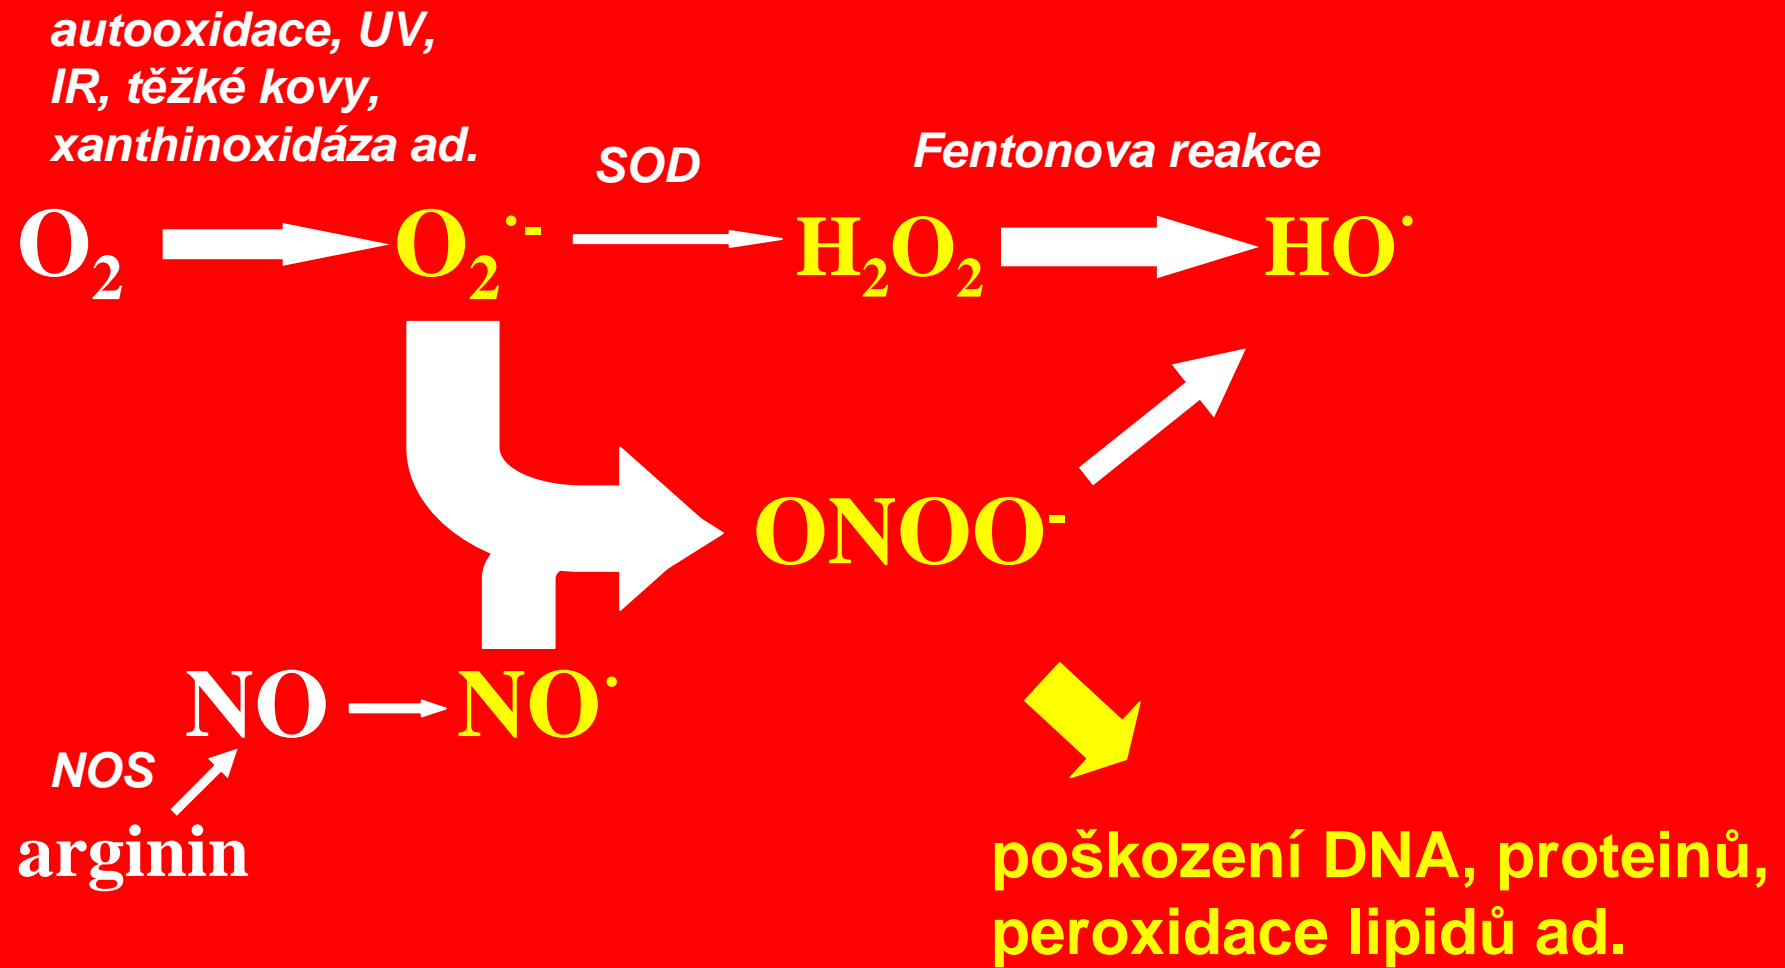 autooxidace, UV,
IR, těžké kovy,
xanthinoxidáza ad.
SOD
Fentonova reakce
O₂ O₂˙⁻ H₂O₂ HO˙
ONOO⁻
NO NO˙
NOS
arginin
poškození DNA, proteinů,
peroxidace lipidů ad.